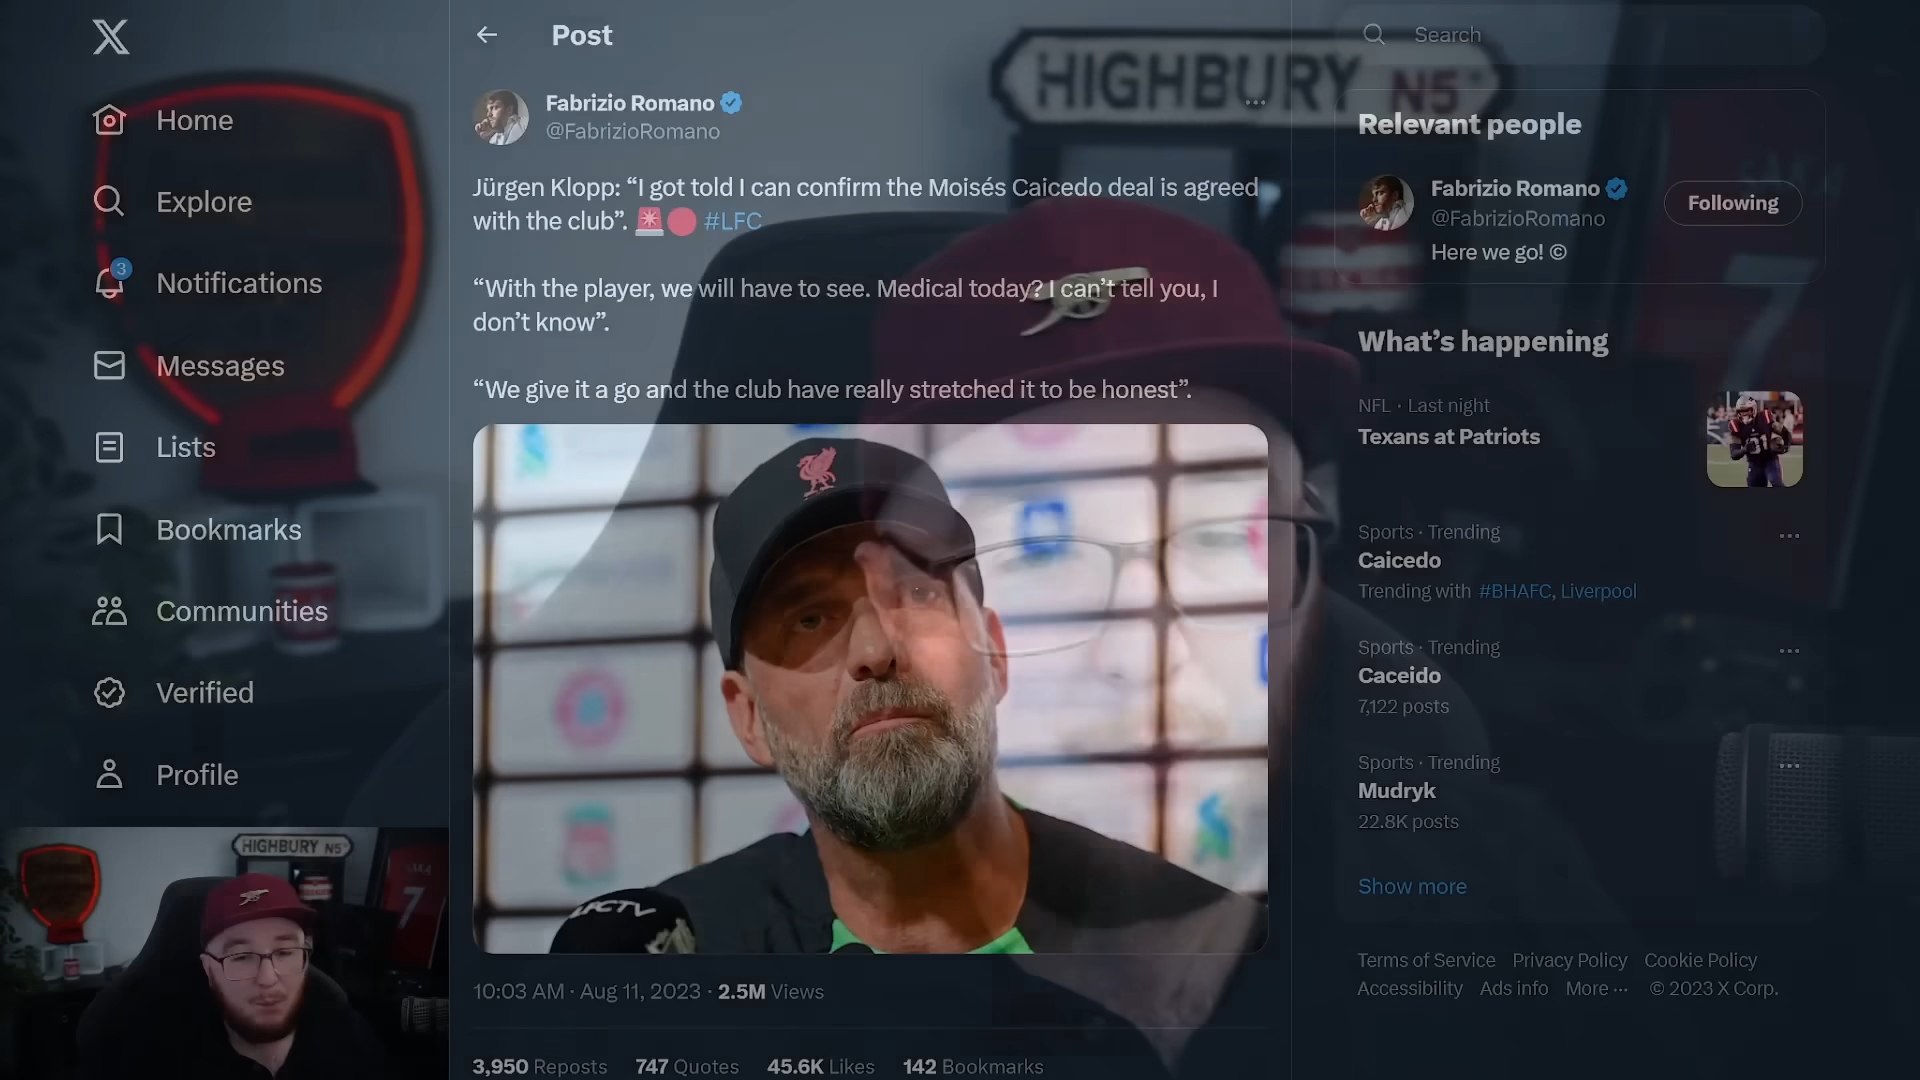 Home
Explore
3
Notifications
Messages
Lists
Bookmarks
Communities
Verified
Profile
HIGHBURY N5
7
Post
Fabrizio Romano
@FabrizioRomano
Jürgen Klopp: “I got told I can confirm the Moisés Caicedo deal is agreed
with the club”. 🚨🔴 #LFC
“With the player, we will have to see. Medical today? I can’t tell you, I
don’t know”.
“We give it a go and the club have really stretched it to be honest”.
LFCTV
10:03 AM · Aug 11, 2023 · 2.5M Views
3,950 Reposts 747 Quotes 45.6K Likes 142 Bookmarks
HIGHBURY N5
Search
Relevant people
Fabrizio Romano
@FabrizioRomano
Following
Here we go! ©
7
What’s happening
NFL · Last night
Texans at Patriots
Sports · Trending
Caicedo
Trending with #BHAFC, Liverpool
Sports · Trending
Caceido
7,122 posts
Sports · Trending
Mudryk
22.8K posts
Show more
Terms of Service Privacy Policy Cookie Policy
Accessibility Ads info More ··· © 2023 X Corp.